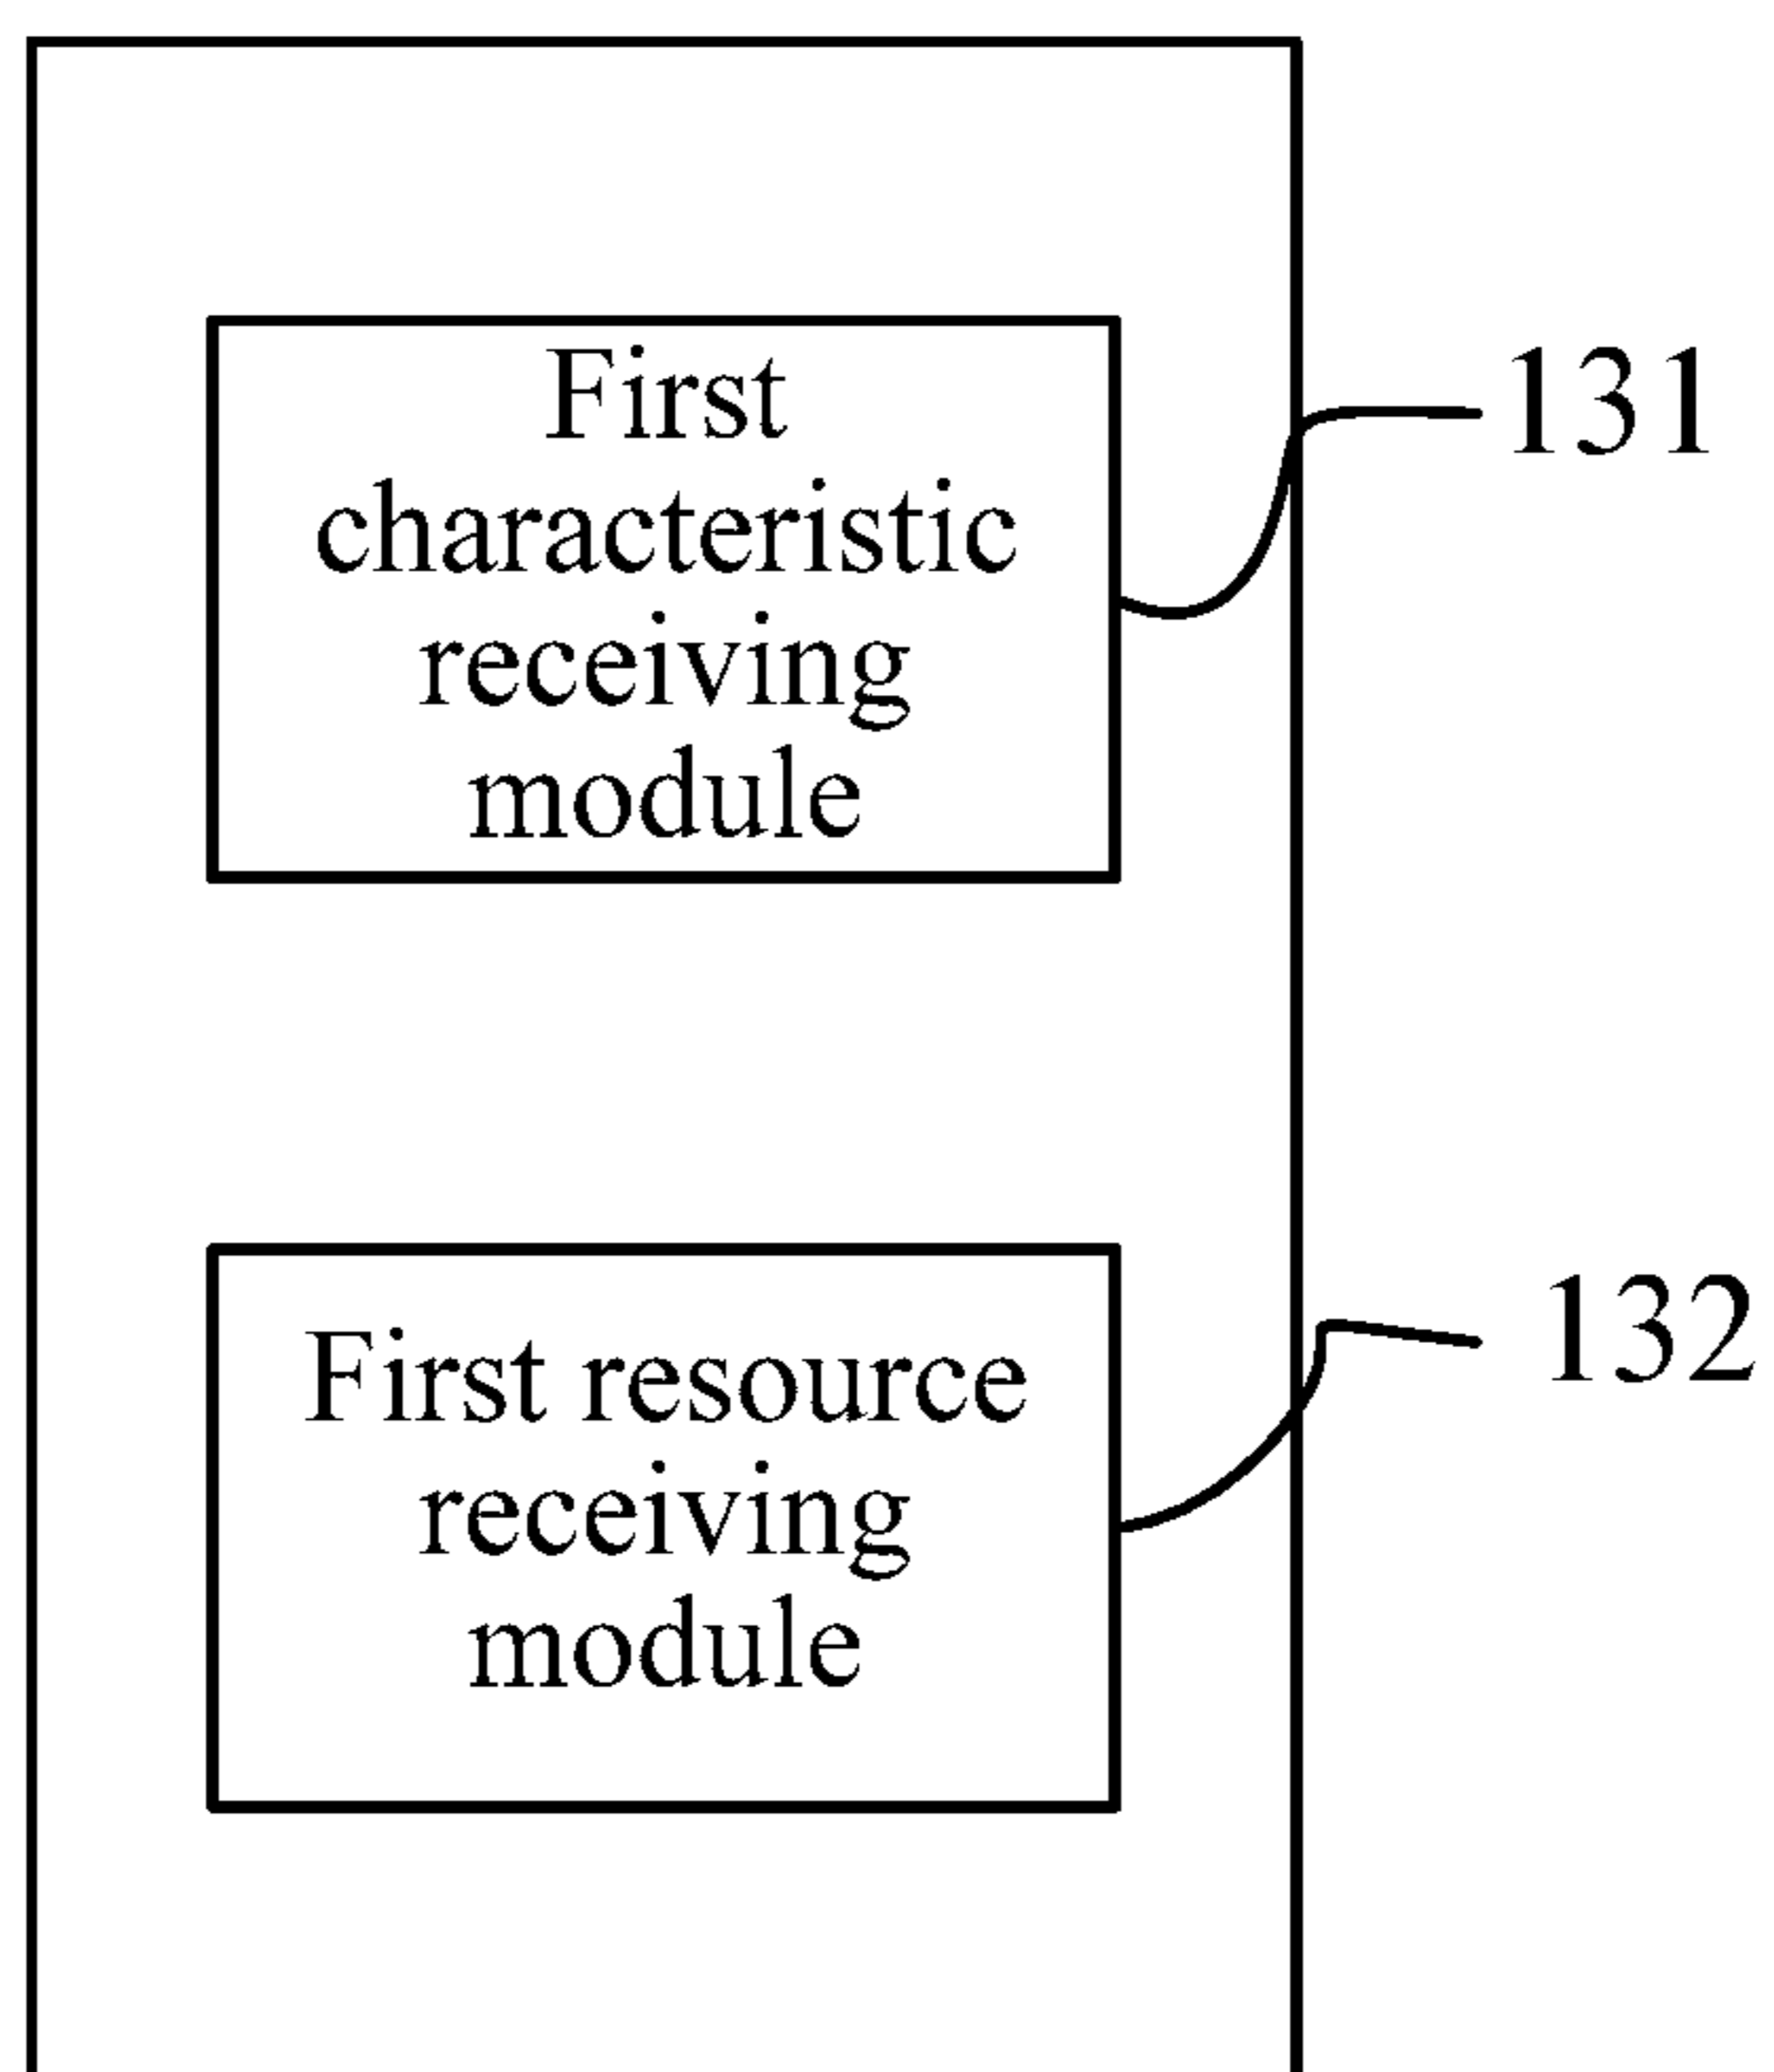 First
characteristic
receiving
module
131
First resource
receiving
module
132